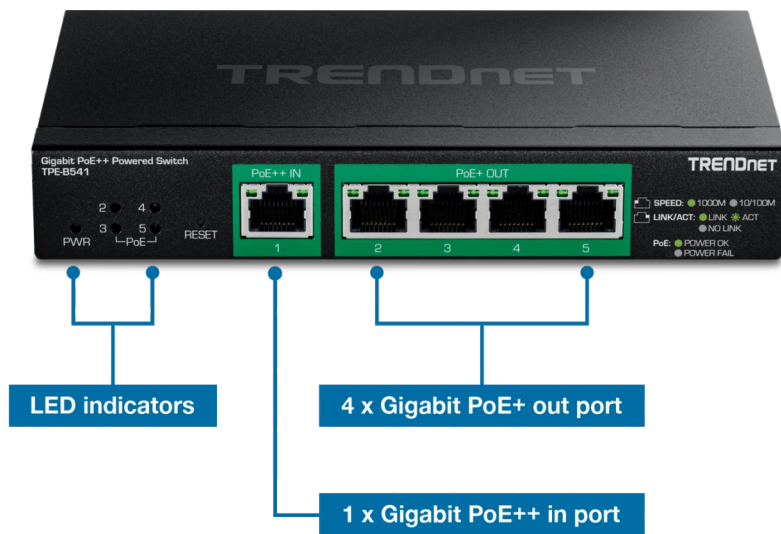 TRENDNET
Gigabit PoE++ Powered Switch
TPE-B541
TRENDNET
PoE++ IN
PoE+ OUT
2 4
3 5
PWR PoE RESET
1 2 3 4 5
SPEED: 1000M 10/100M
LINK/ACT: LINK ACT
NO LINK
PoE: POWER OK
POWER FAIL
LED indicators
4 x Gigabit PoE+ out port
1 x Gigabit PoE++ in port